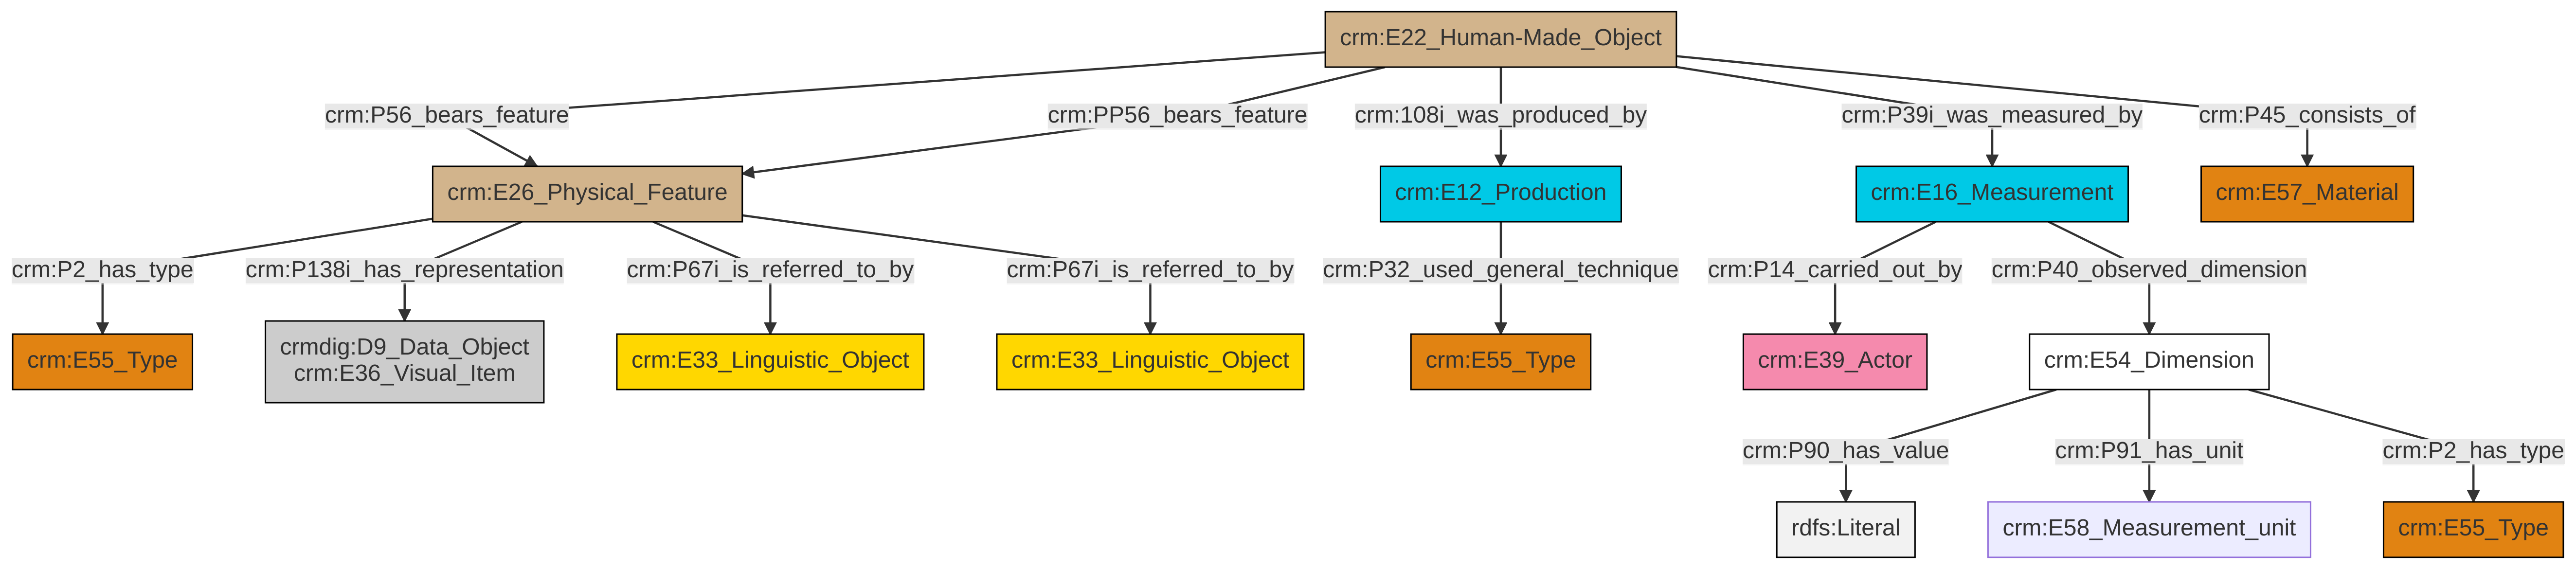 crm:E22_Human-Made_Object
crm:P56_bears_feature
crm:PP56_bears_feature
crm:108i_was_produced_by
crm:P39i_was_measured_by
crm:P45_consists_of
crm:E26_Physical_Feature
crm:E12_Production
crm:E16_Measurement
crm:E57_Material
crm:P2_has_type
crm:P138i_has_representation
crm:P67i_is_referred_to_by
crm:P67i_is_referred_to_by
crm:P32_used_general_technique
crm:P14_carried_out_by
crm:P40_observed_dimension
crm:E55_Type
crmdig:D9_Data_Object
crm:E36_Visual_Item
crm:E33_Linguistic_Object
crm:E33_Linguistic_Object
crm:E55_Type
crm:E39_Actor
crm:E54_Dimension
crm:P90_has_value
crm:P91_has_unit
crm:P2_has_type
rdfs:Literal
crm:E58_Measurement_unit
crm:E55_Type